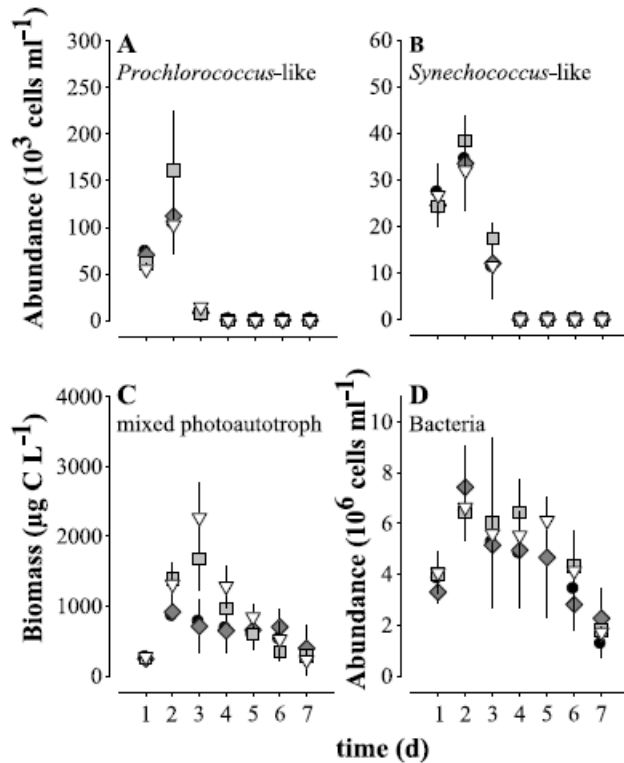 A
Prochlorococcus-like
300
250
200
150
100
50
0
Abundance (10³ cells ml⁻¹)
B
Synechococcus-like
60
50
40
30
20
10
0
C
mixed photoautotroph
4000
3000
2000
1000
0
Biomass (µg C L⁻¹)
1 2 3 4 5 6 7
D
Bacteria
10
8
6
4
2
0
Abundance (10⁶ cells ml⁻¹)
1 2 3 4 5 6 7
time (d)